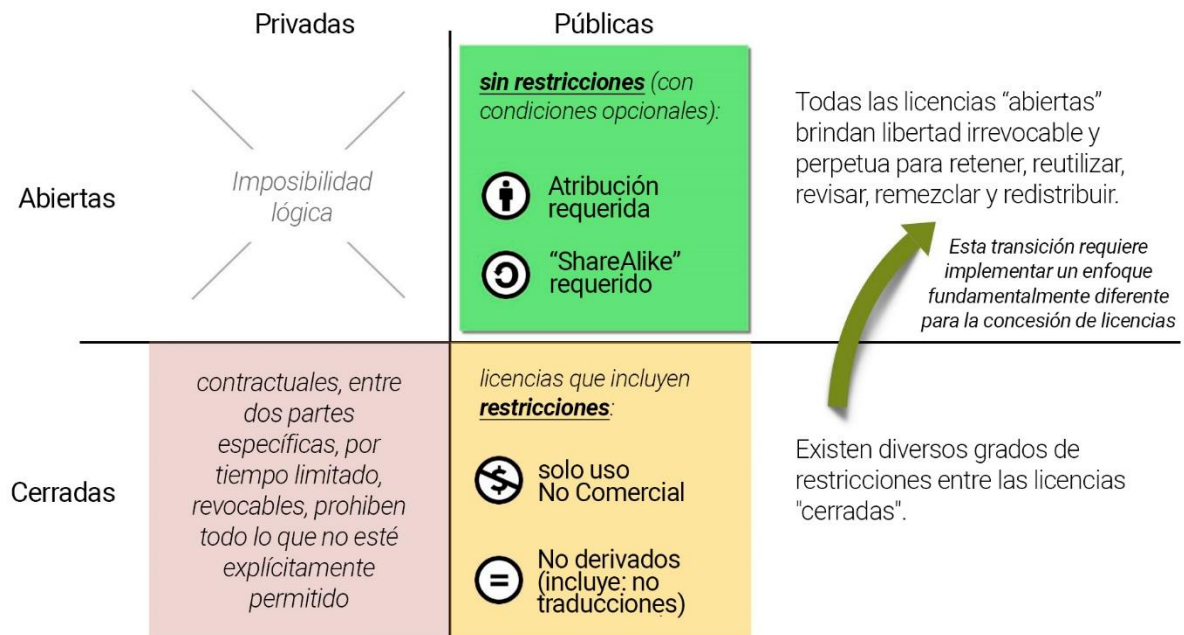 Privadas
Públicas
Abiertas
Imposibilidad
lógica
sin restricciones (con
condiciones opcionales):
Atribución
requerida
“ShareAlike”
requerido
Todas las licencias “abiertas”
brindan libertad irrevocable y
perpetua para retener, reutilizar,
revisar, remezclar y redistribuir.
Esta transición requiere
implementar un enfoque
fundamentalmente diferente
para la concesión de licencias
Cerradas
contractuales, entre
dos partes
específicas, por
tiempo limitado,
revocables, prohiben
todo lo que no esté
explícitamente
permitido
licencias que incluyen
restricciones:
$
solo uso
No Comercial
=
No derivados
(incluye: no
traducciones)
Existen diversos grados de
restricciones entre las licencias
"cerradas".